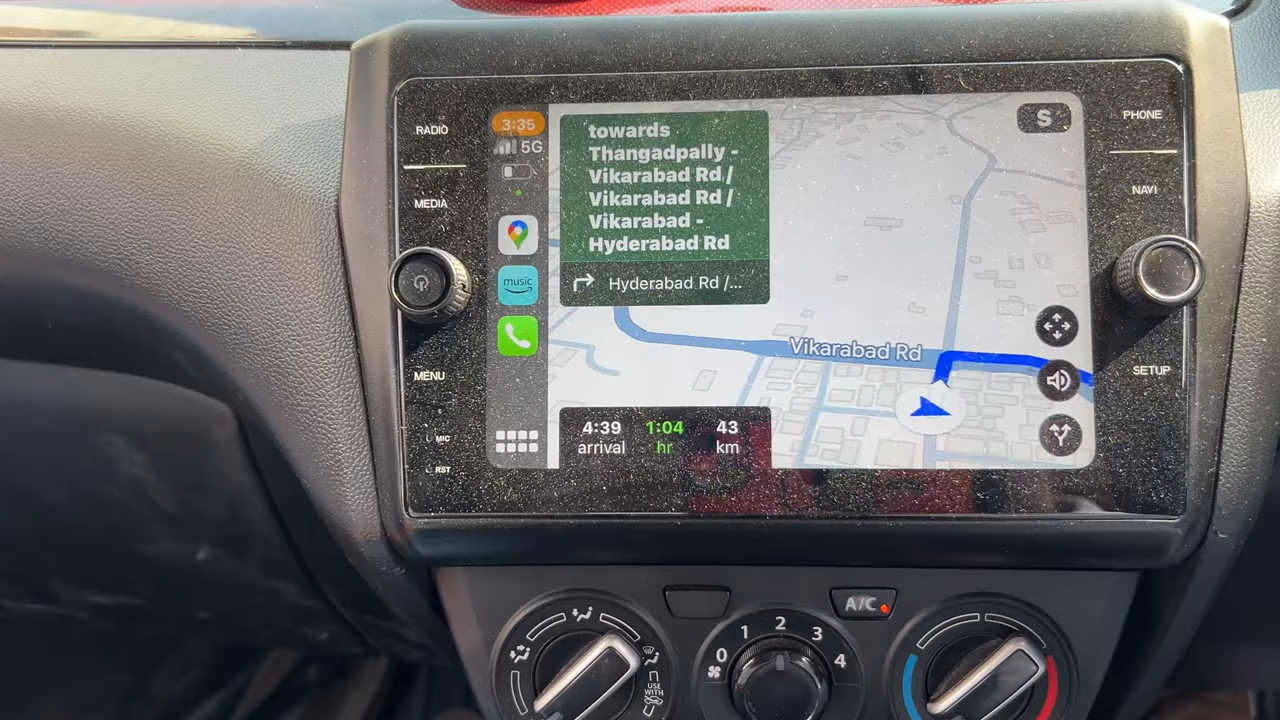 RADIO
MEDIA
MENU
MIC
RST
3:35
5G
music
towards
Thangadpally -
Vikarabad Rd /
Vikarabad Rd /
Vikarabad -
Hyderabad Rd
Hyderabad Rd /...
Vikarabad Rd
4:39 1:04 43
arrival hr km
S
PHONE
NAVI
SETUP
A/C
0 1 2 3 4
USE
WITH